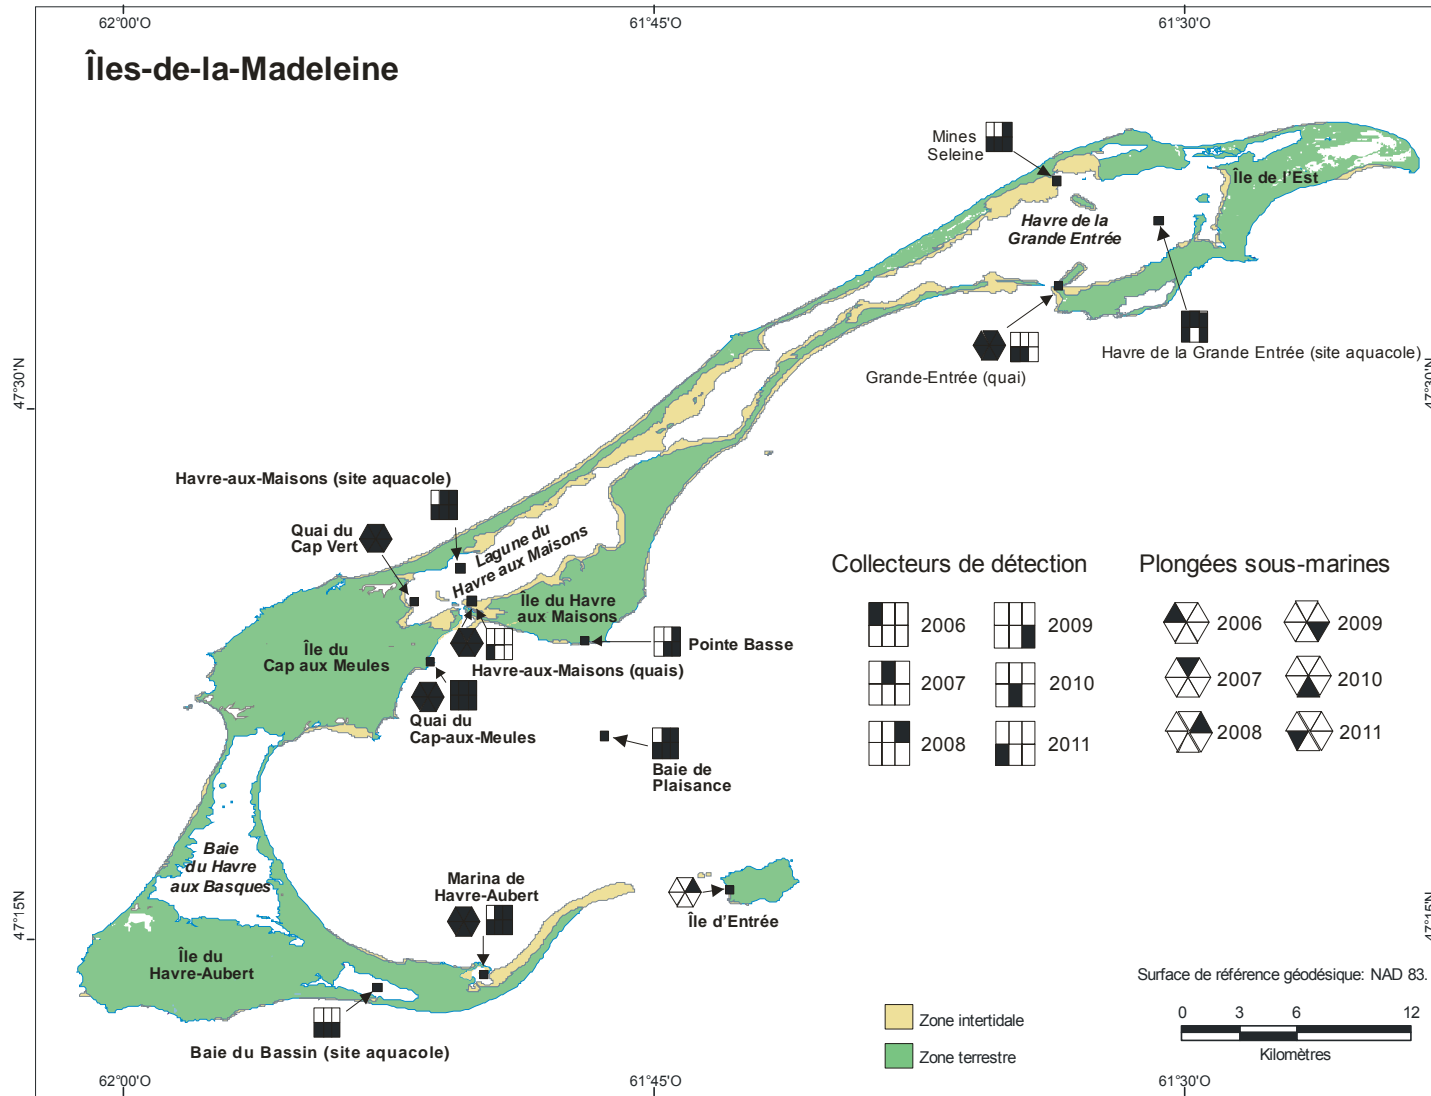 62°00'O
61°45'O
61°30'O
Îles-de-la-Madeleine
Mines
Seleine
Île de l'Est
Havre de la
Grande Entrée
Havre de la Grande Entrée (site aquacole)
Grande-Entrée (quai)
47°30'N
47°30'N
Havre-aux-Maisons (site aquacole)
Quai du
Cap Vert
Lagune du
Havre aux Maisons
Île du Havre
aux Maisons
Île du
Cap aux Meules
Pointe Basse
Havre-aux-Maisons (quais)
Quai du
Cap-aux-Meules
Baie de
Plaisance
Collecteurs de détection
2006
2009
2007
2010
2008
2011
Plongées sous-marines
2006
2009
2007
2010
2008
2011
Baie
du Havre
aux Basques
Marina de
Havre-Aubert
Île d'Entrée
47°15'N
47°15'N
Île du
Havre-Aubert
Baie du Bassin (site aquacole)
Surface de référence géodésique: NAD 83.
0 3 6 12
Kilomètres
Zone intertidale
Zone terrestre
62°00'O
61°45'O
61°30'O